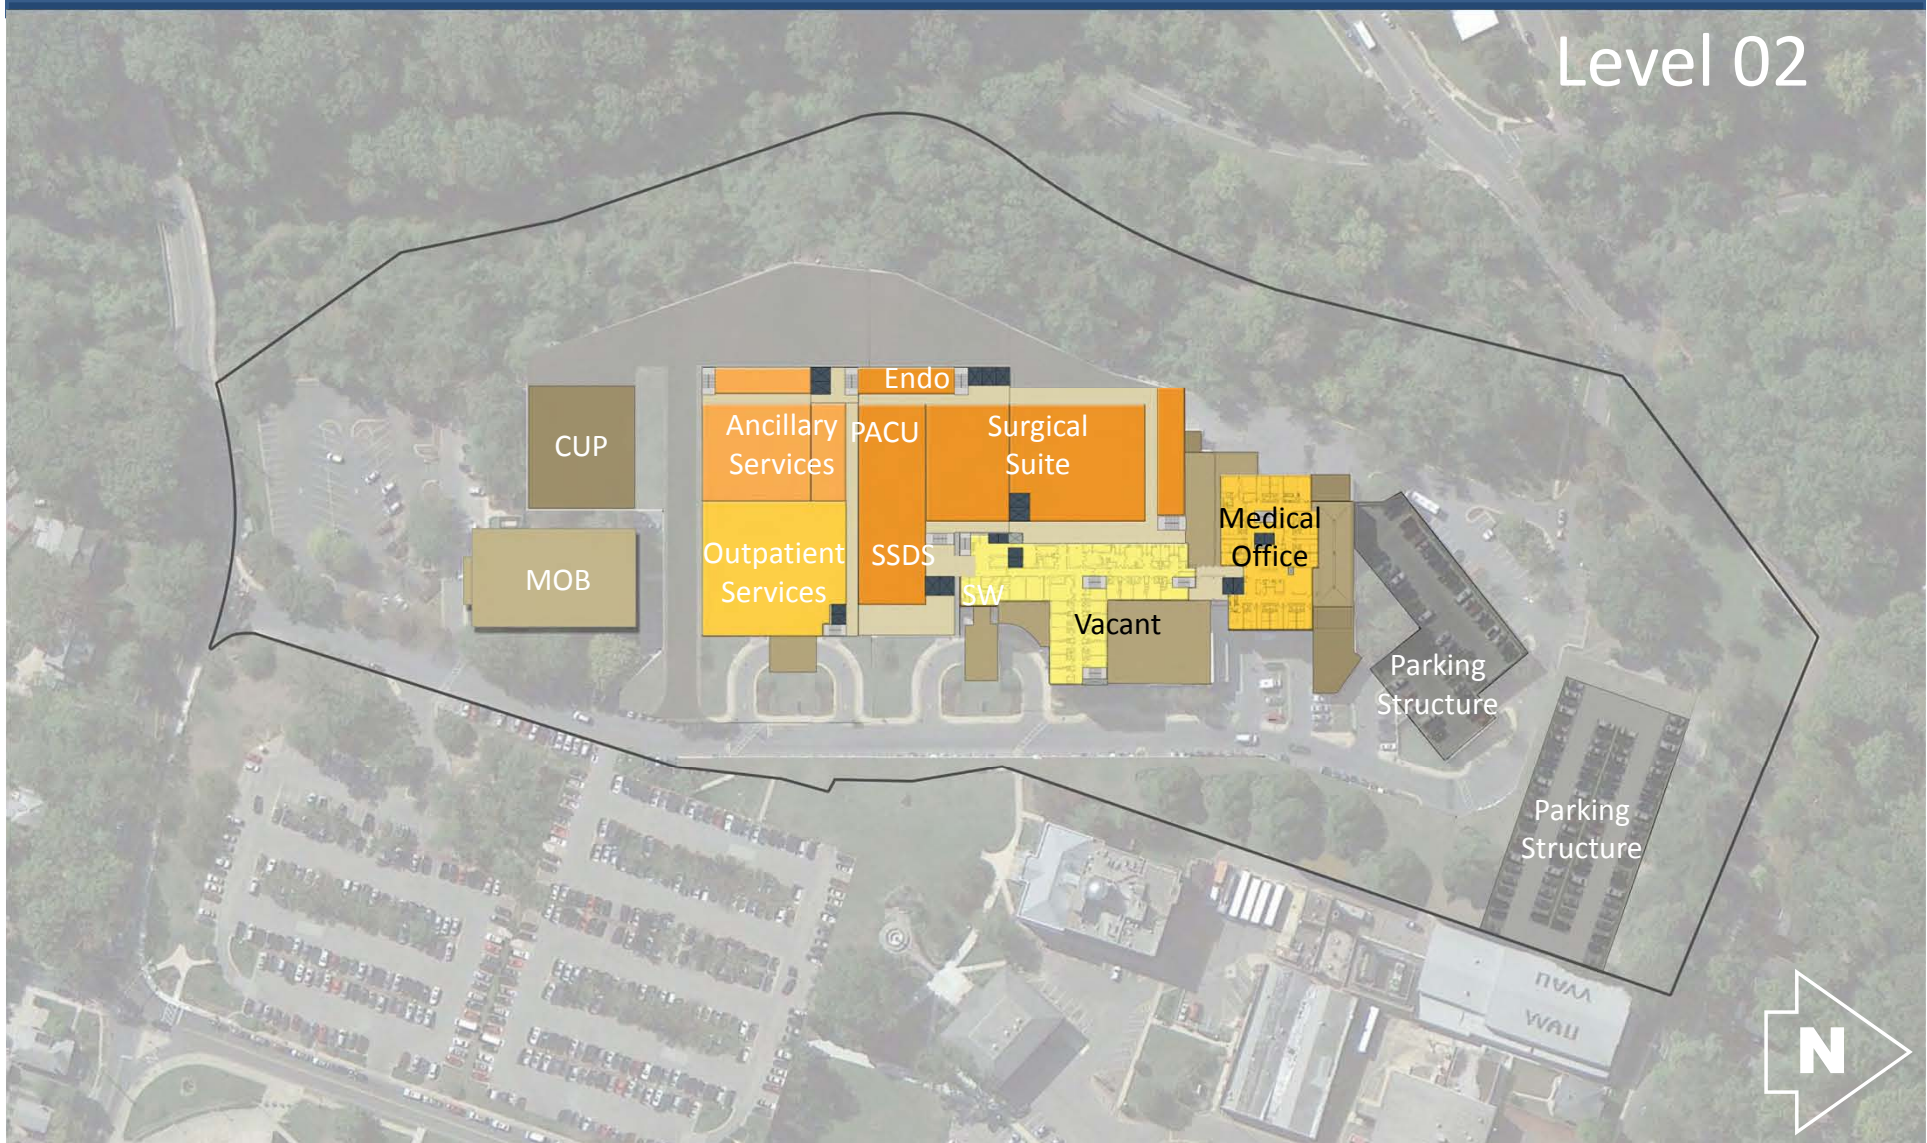 Level 02
Endo
Ancillary
Services
PACU
Surgical
Suite
CUP
Medical
Office
MOB
Outpatient
Services
SSDS
SW
Vacant
Parking
Structure
Parking
Structure
N